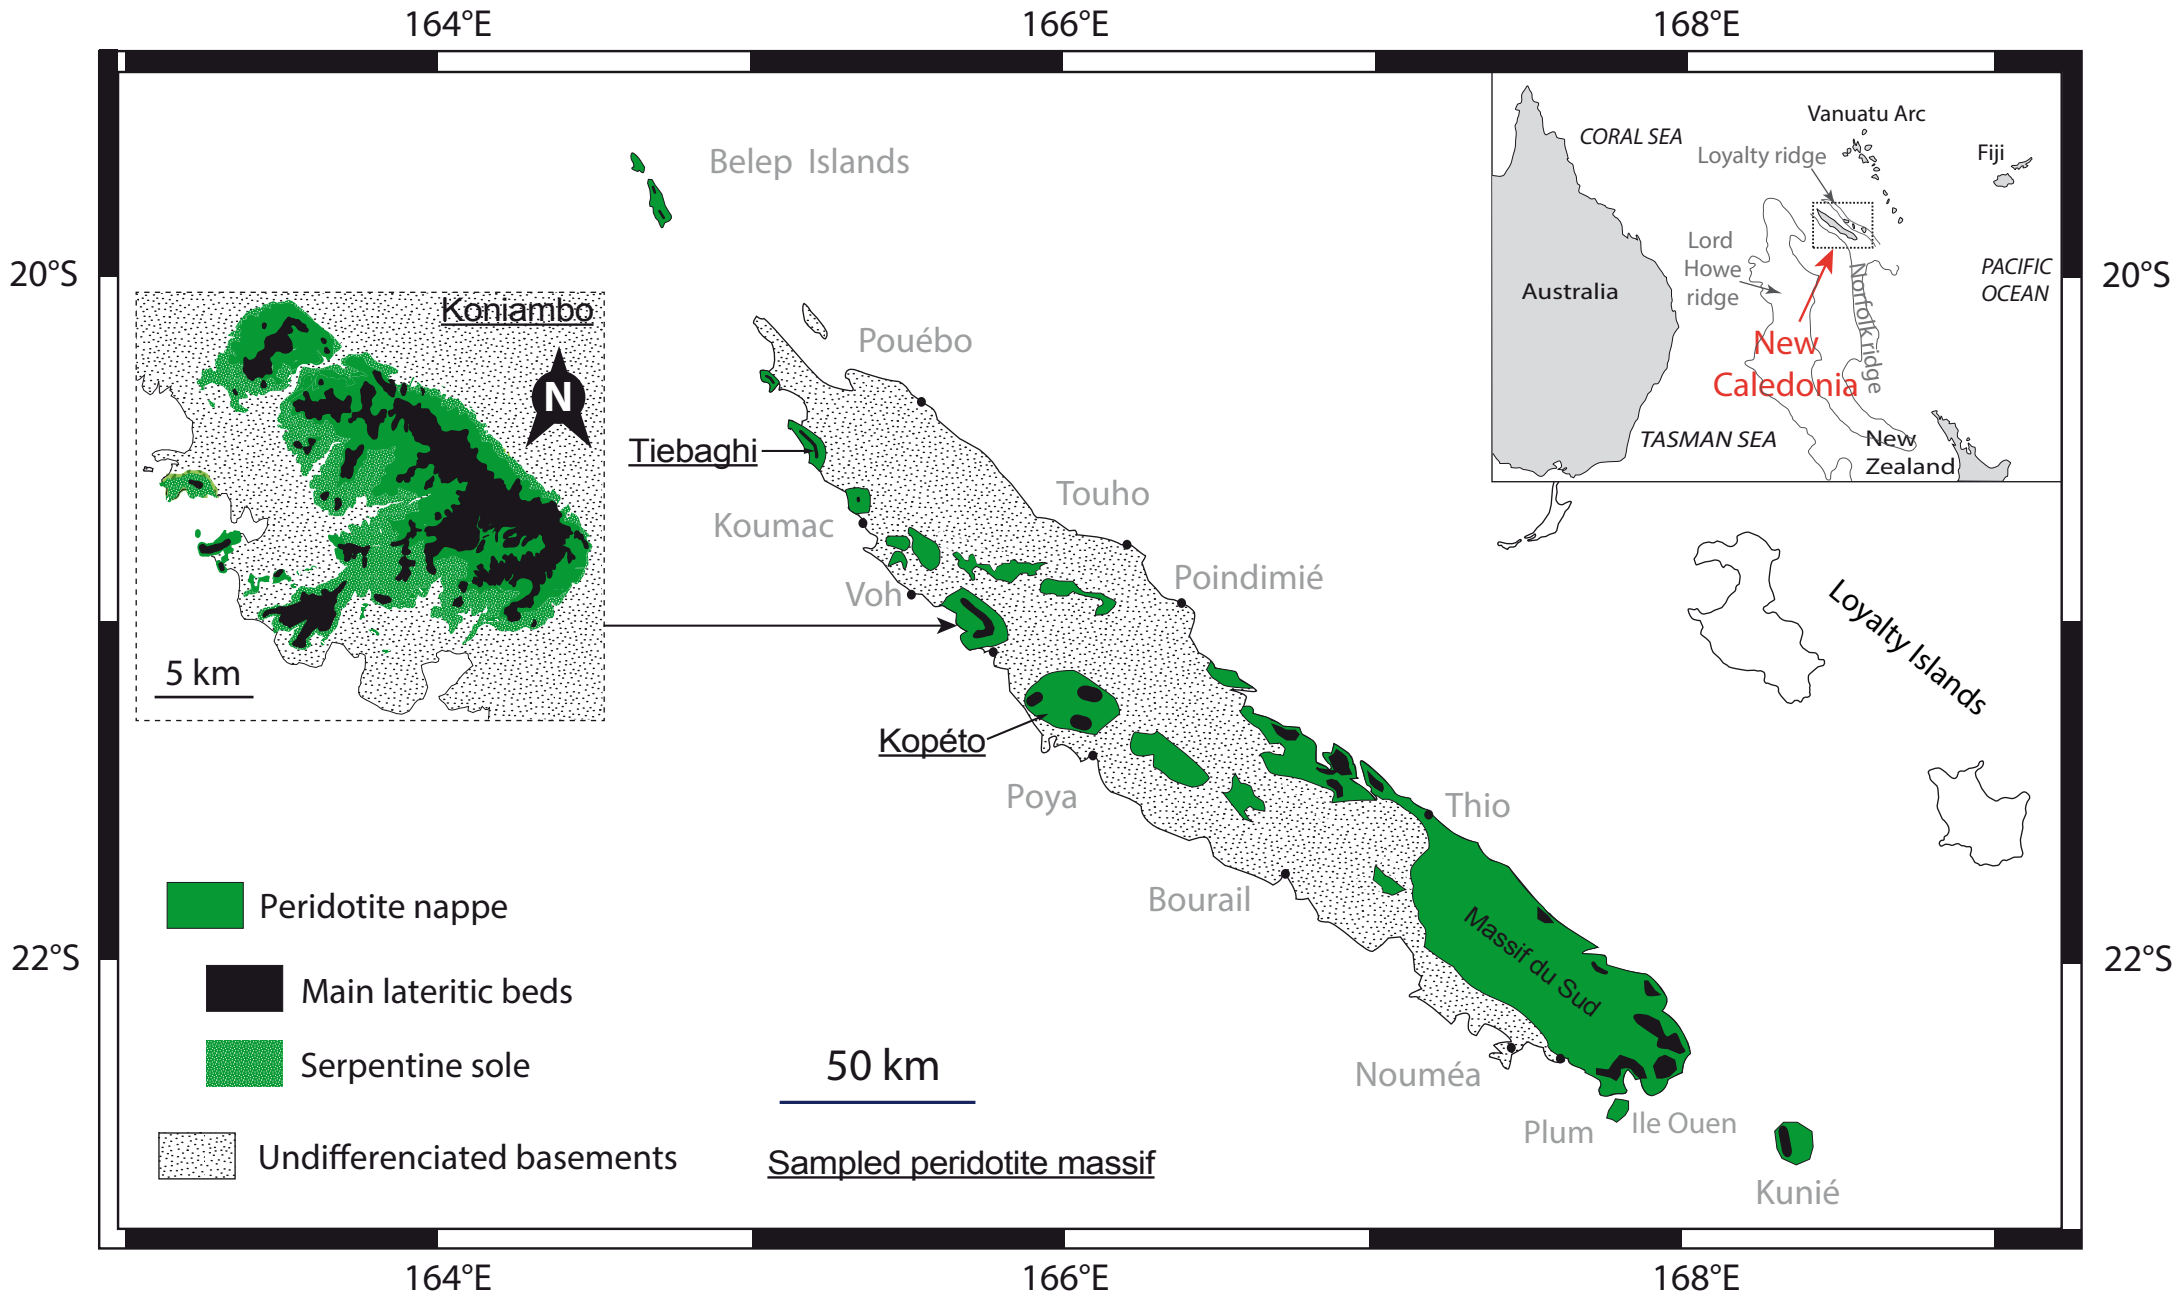 164°E
166°E
168°E
20°S
20°S
22°S
22°S
164°E
166°E
168°E
Belep Islands
Pouébo
Tiebaghi
Koumac
Touho
Voh
Poindimié
Kopéto
Poya
Thio
Bourail
Massif du Sud
Nouméa
Plum
Ile Ouen
Kunié
Loyalty Islands
Koniambo
N
5 km
CORAL SEA
Vanuatu Arc
Loyalty ridge
Fiji
Lord
Howe
ridge
Australia
PACIFIC
OCEAN
Norfolk ridge
New
Caledonia
TASMAN SEA
New
Zealand
Peridotite nappe
Main lateritic beds
Serpentine sole
Undifferenciated basements
50 km
Sampled peridotite massif